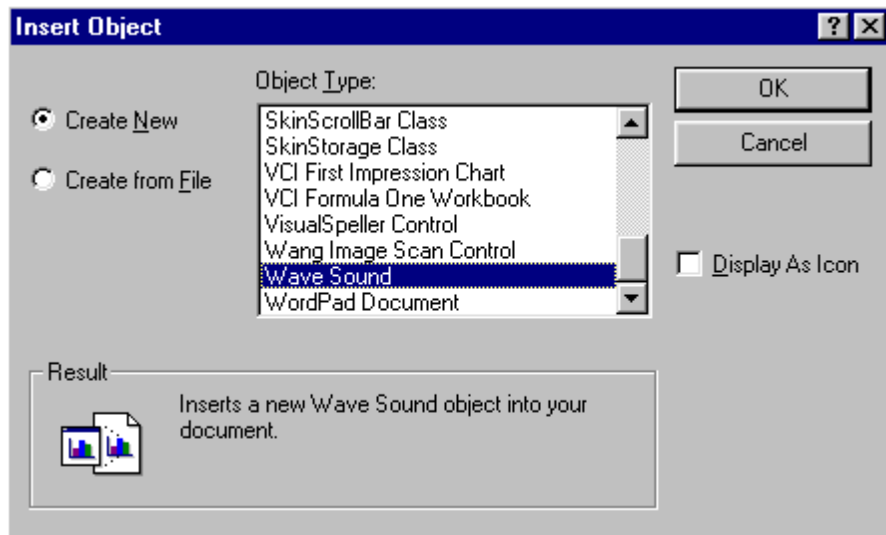 Insert Object
Object Type:
Create New
Create from File
SkinScrollBar Class
SkinStorage Class
VCI First Impression Chart
VCI Formula One Workbook
VisualSpeller Control
Wang Image Scan Control
Wave Sound
WordPad Document
OK
Cancel
Display As Icon
Result
Inserts a new Wave Sound object into your
document.